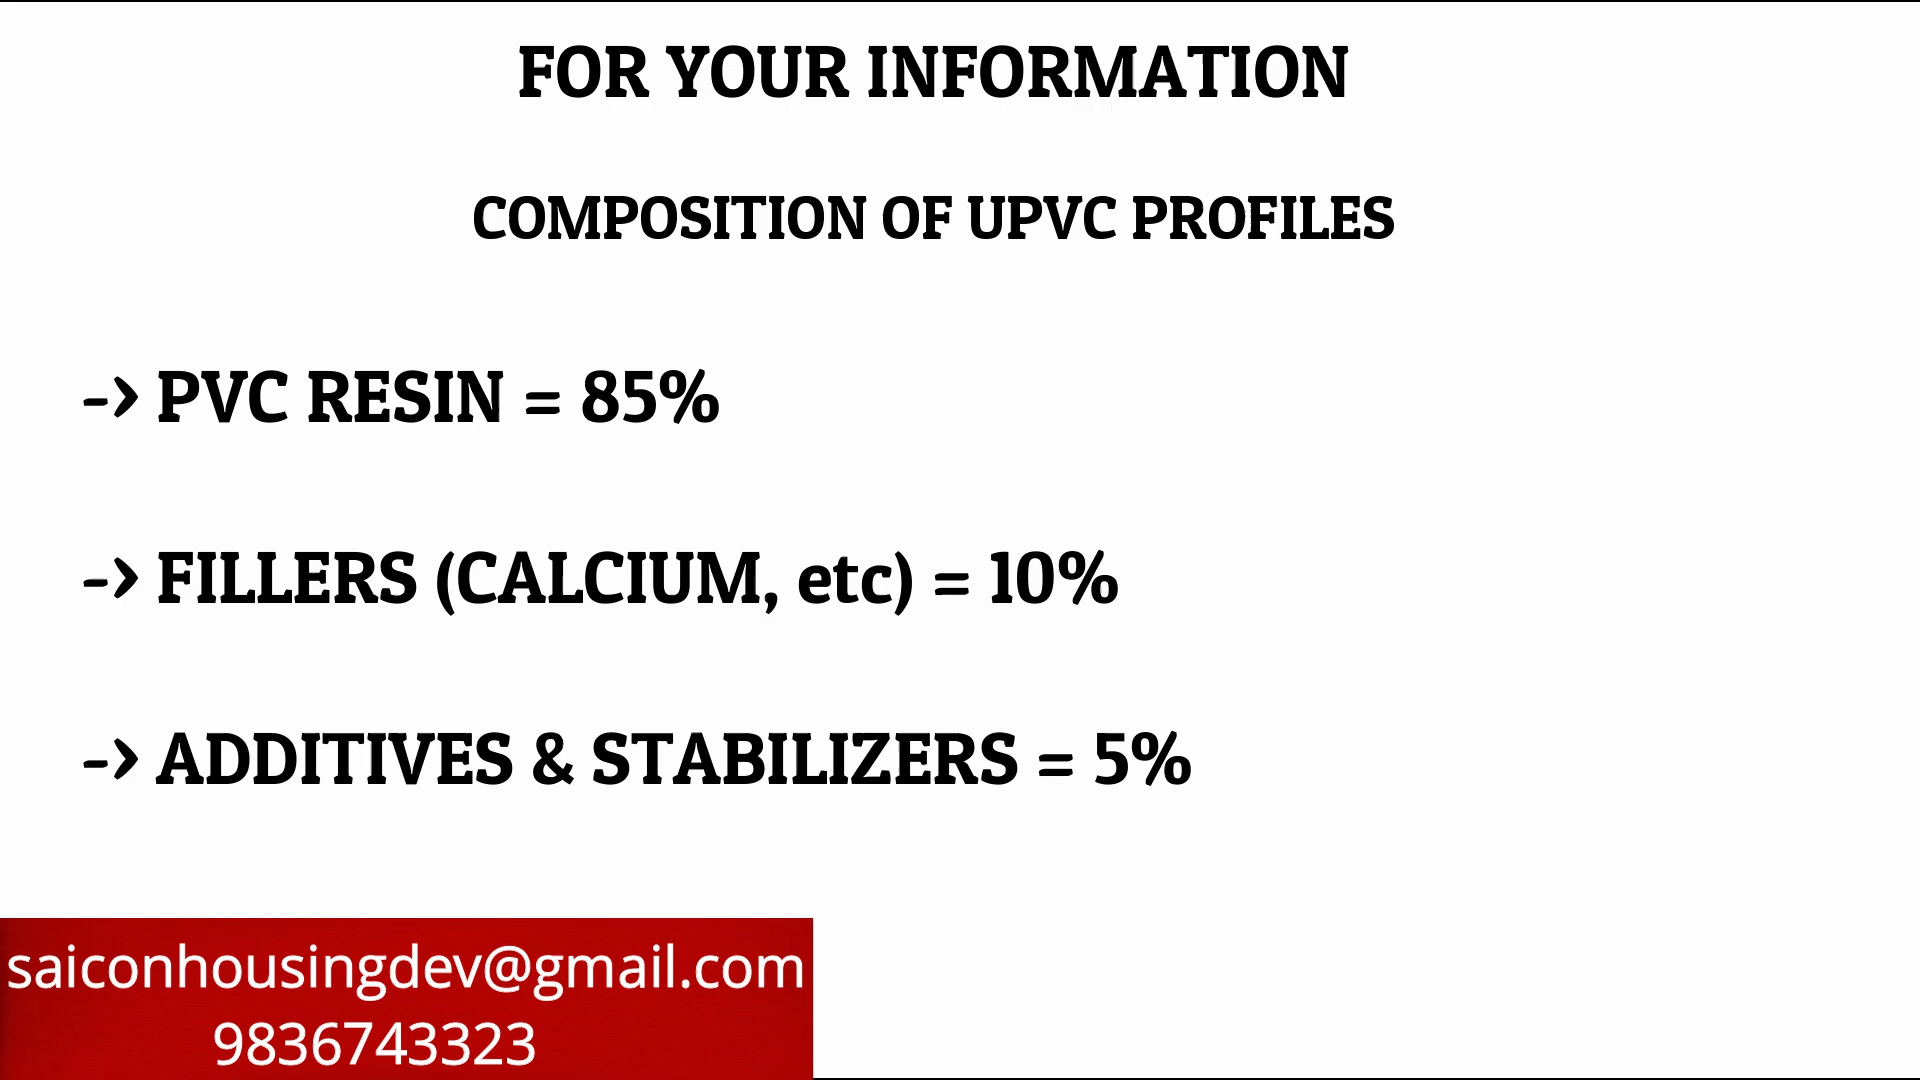 FOR YOUR INFORMATION
COMPOSITION OF UPVC PROFILES
-> PVC RESIN = 85%
-> FILLERS (CALCIUM, etc) = 10%
-> ADDITIVES & STABILIZERS = 5%
saiconhousingdev@gmail.com
9836743323